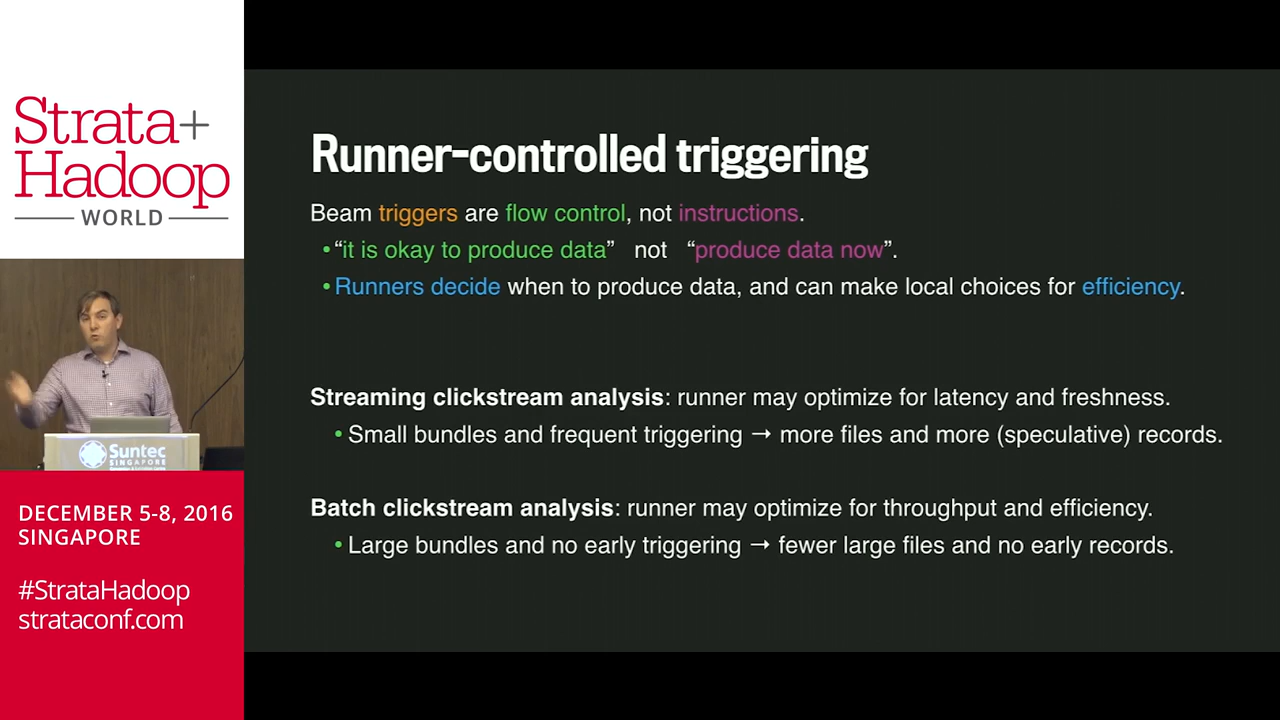 Strata+
Hadoop
WORLD
Suntec
SINGAPORE
DECEMBER 5-8, 2016
SINGAPORE
#StrataHadoop
strataconf.com
Runner-controlled triggering
Beam triggers are flow control, not instructions.
•“it is okay to produce data” not “produce data now”.
•Runners decide when to produce data, and can make local choices for efficiency.
Streaming clickstream analysis: runner may optimize for latency and freshness.
•Small bundles and frequent triggering → more files and more (speculative) records.
Batch clickstream analysis: runner may optimize for throughput and efficiency.
•Large bundles and no early triggering → fewer large files and no early records.